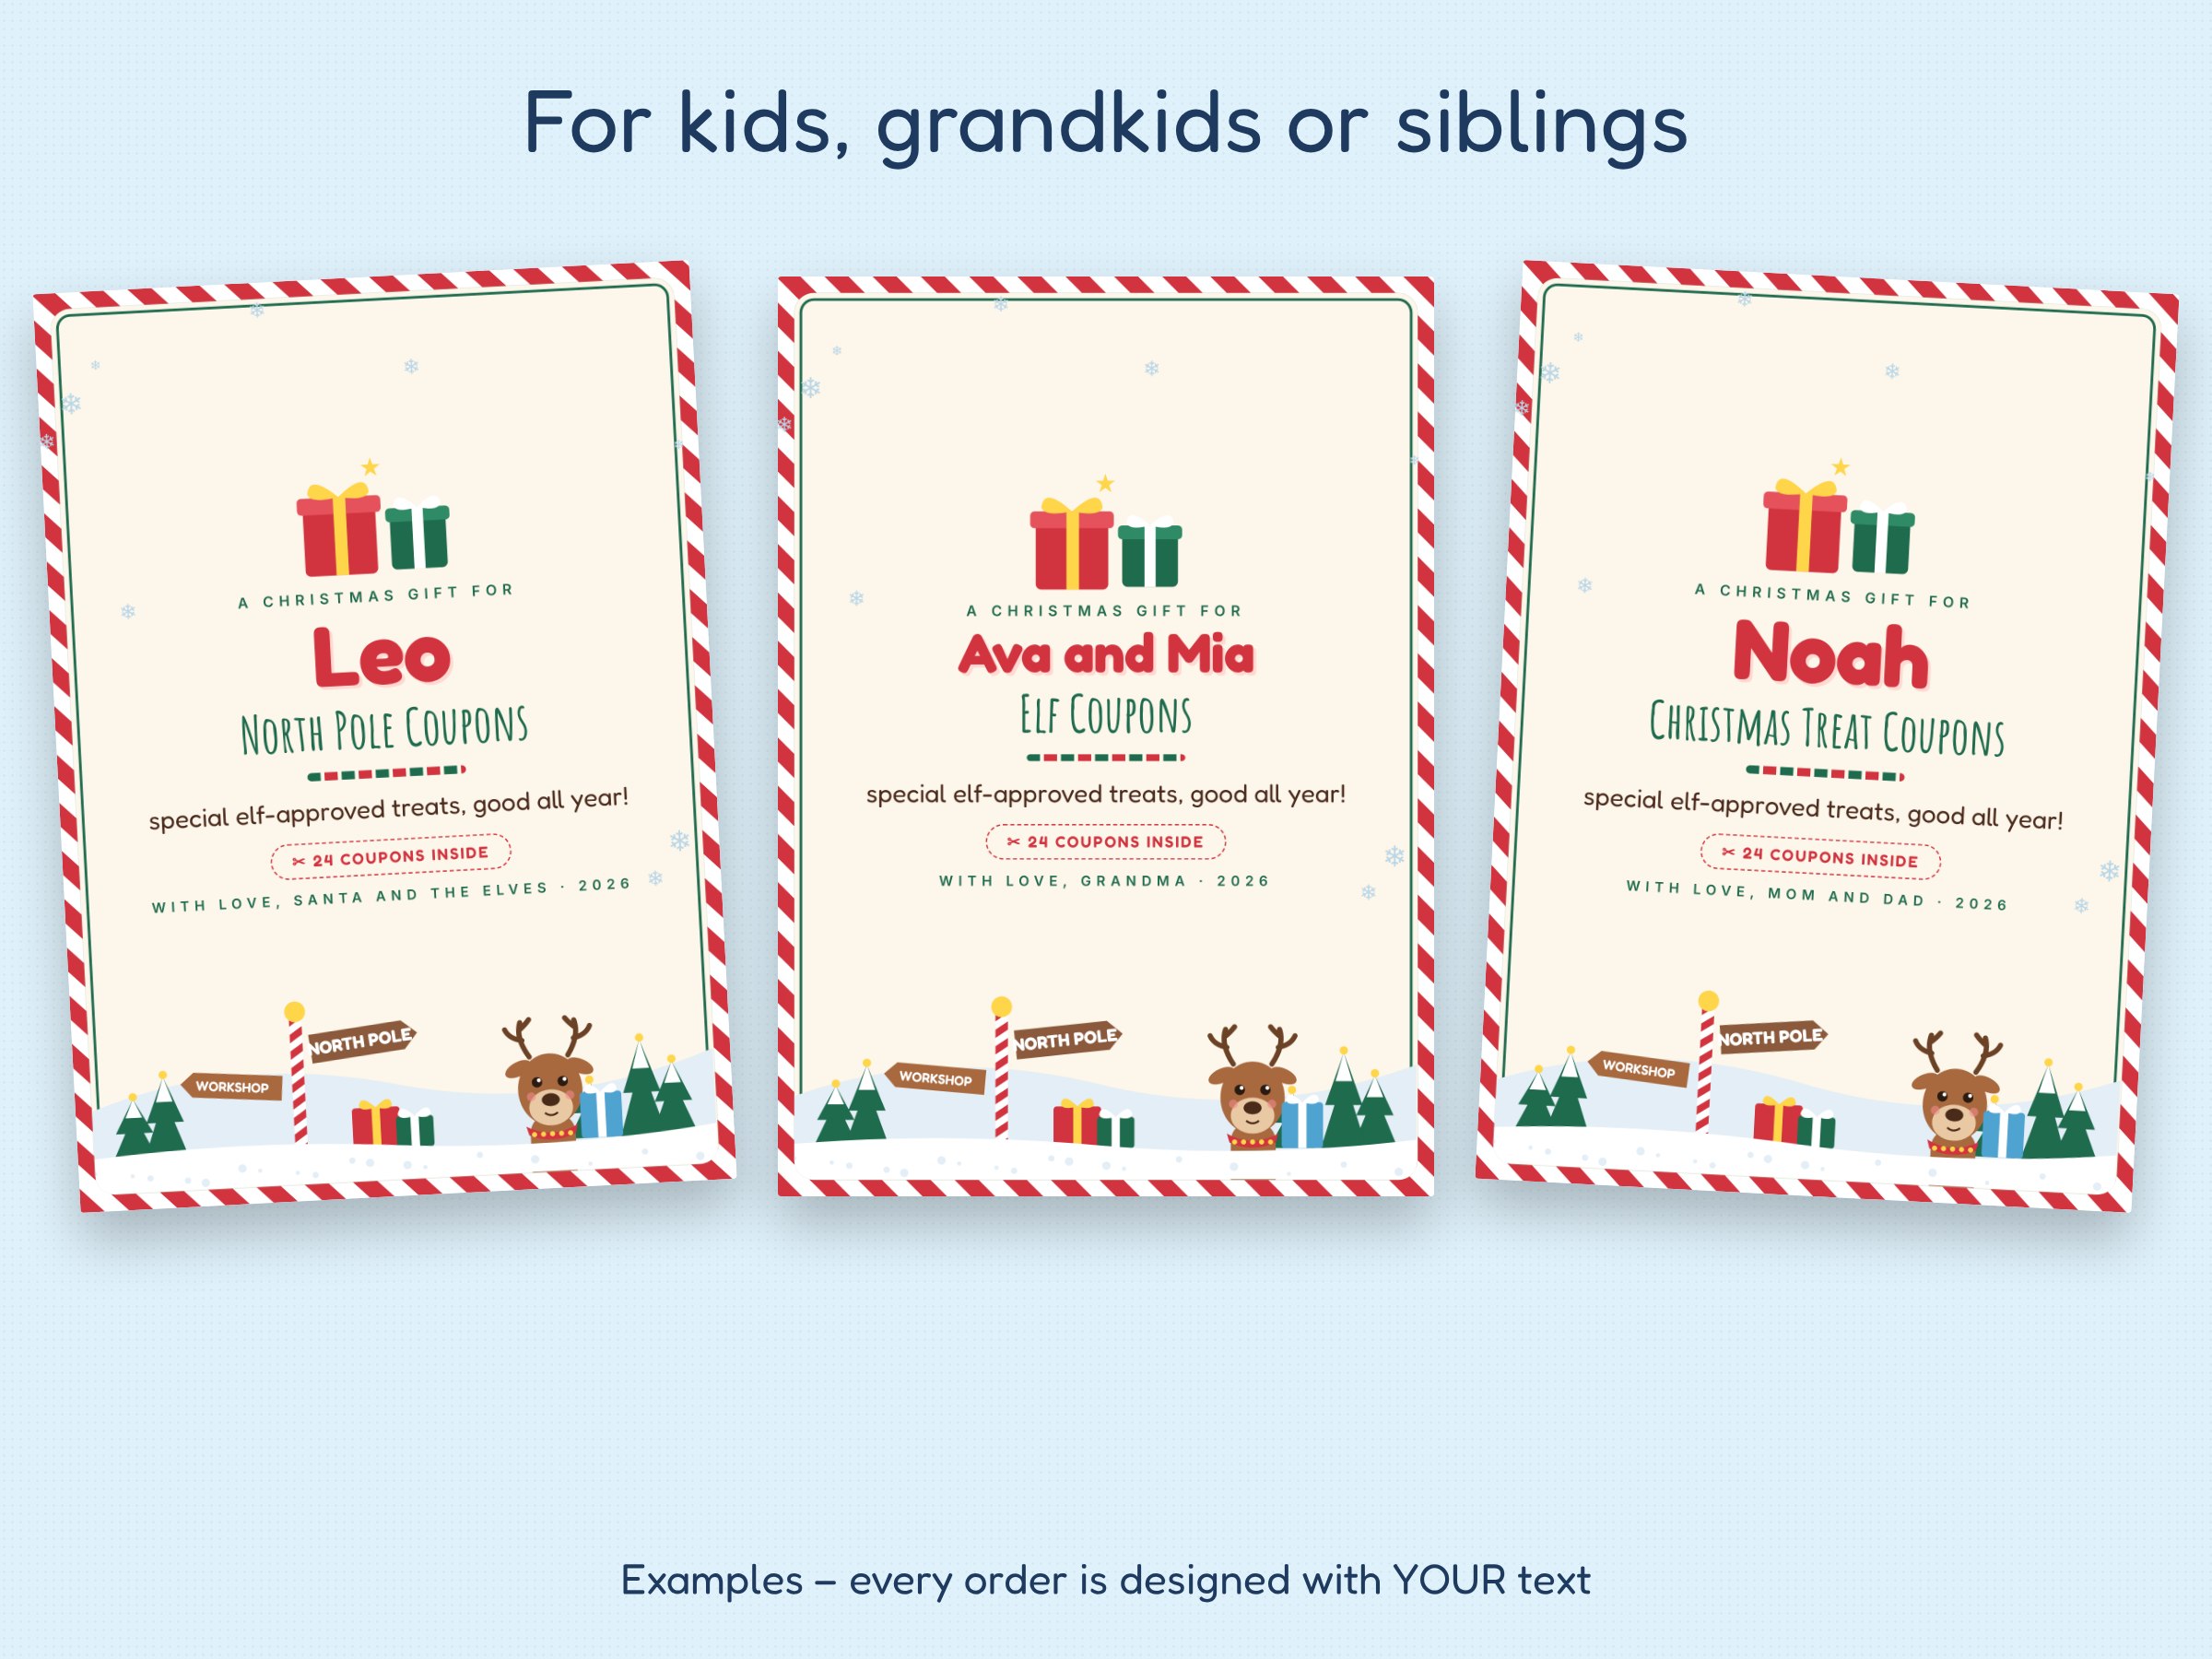 For kids, grandkids or siblings
A CHRISTMAS GIFT FOR
Leo
North Pole Coupons
special elf-approved treats, good all year!
✂ 24 COUPONS INSIDE
WITH LOVE, SANTA AND THE ELVES · 2026
NORTH POLE
WORKSHOP
A CHRISTMAS GIFT FOR
Ava and Mia
Elf Coupons
special elf-approved treats, good all year!
✂ 24 COUPONS INSIDE
WITH LOVE, GRANDMA · 2026
NORTH POLE
WORKSHOP
A CHRISTMAS GIFT FOR
Noah
Christmas Treat Coupons
special elf-approved treats, good all year!
✂ 24 COUPONS INSIDE
WITH LOVE, MOM AND DAD · 2026
NORTH POLE
WORKSHOP
Examples – every order is designed with YOUR text